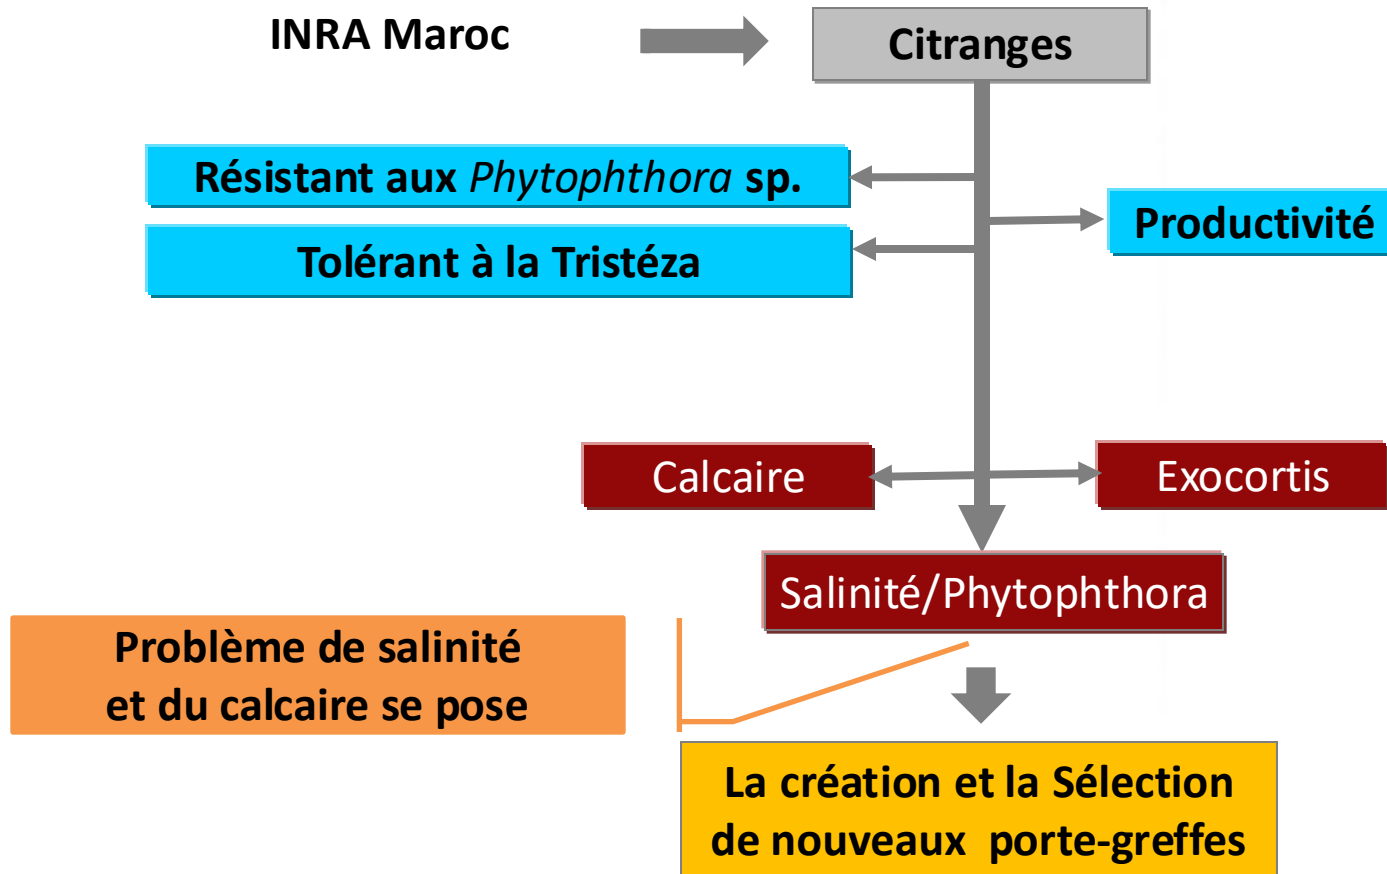 INRA Maroc
Citranges
Résistant aux Phytophthora sp.
Productivité
Tolérant à la Tristéza
Calcaire
Exocortis
Salinité/Phytophthora
Problème de salinité
et du calcaire se pose
La création et la Sélection
de nouveaux porte-greffes